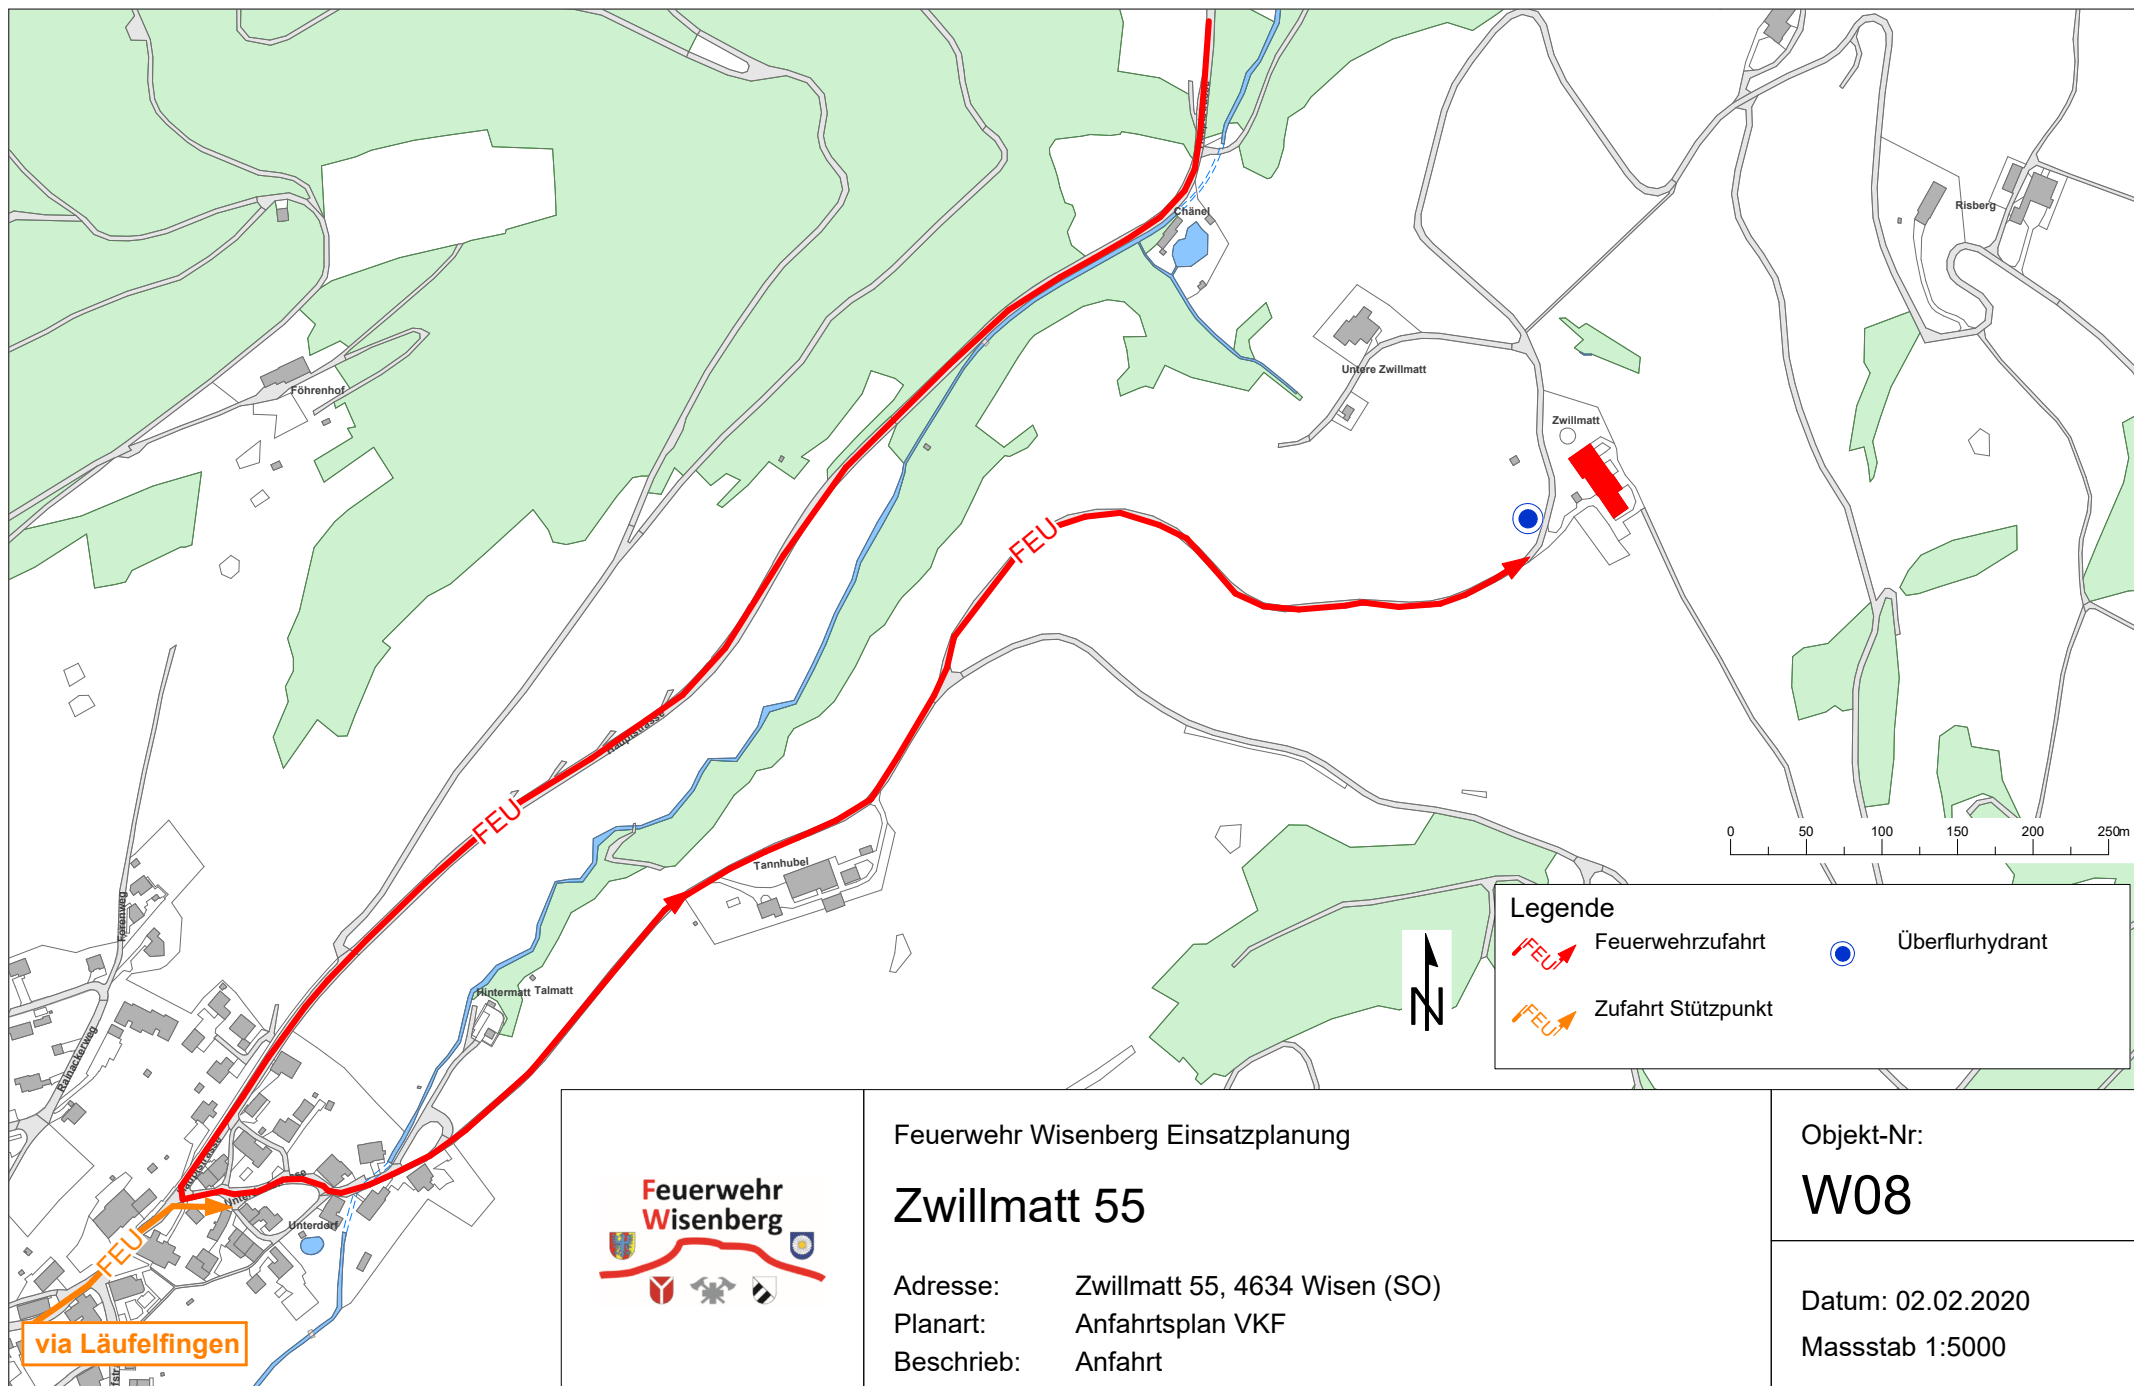 Chänel
Risberg
Untere Zwillmatt
Föhrenhof
Zwillmatt
FEU
Hauptstrasse
FEU
0 50 100 150 200 250m
Tannhubel
Legende
Feuerwehrzufahrt
Überflurhydrant
FEU
Zufahrt Stützpunkt
FEU
N
Forenweg
Hintermatt
Talmatt
Rainackerweg
Unterdorf
FEU
via Läufelfingen
Feuerwehr
Wisenberg
Feuerwehr Wisenberg Einsatzplanung
Zwillmatt 55
Adresse: Zwillmatt 55, 4634 Wisen (SO)
Planart: Anfahrtsplan VKF
Beschrieb: Anfahrt
Objekt-Nr:
W08
Datum: 02.02.2020
Massstab 1:5000